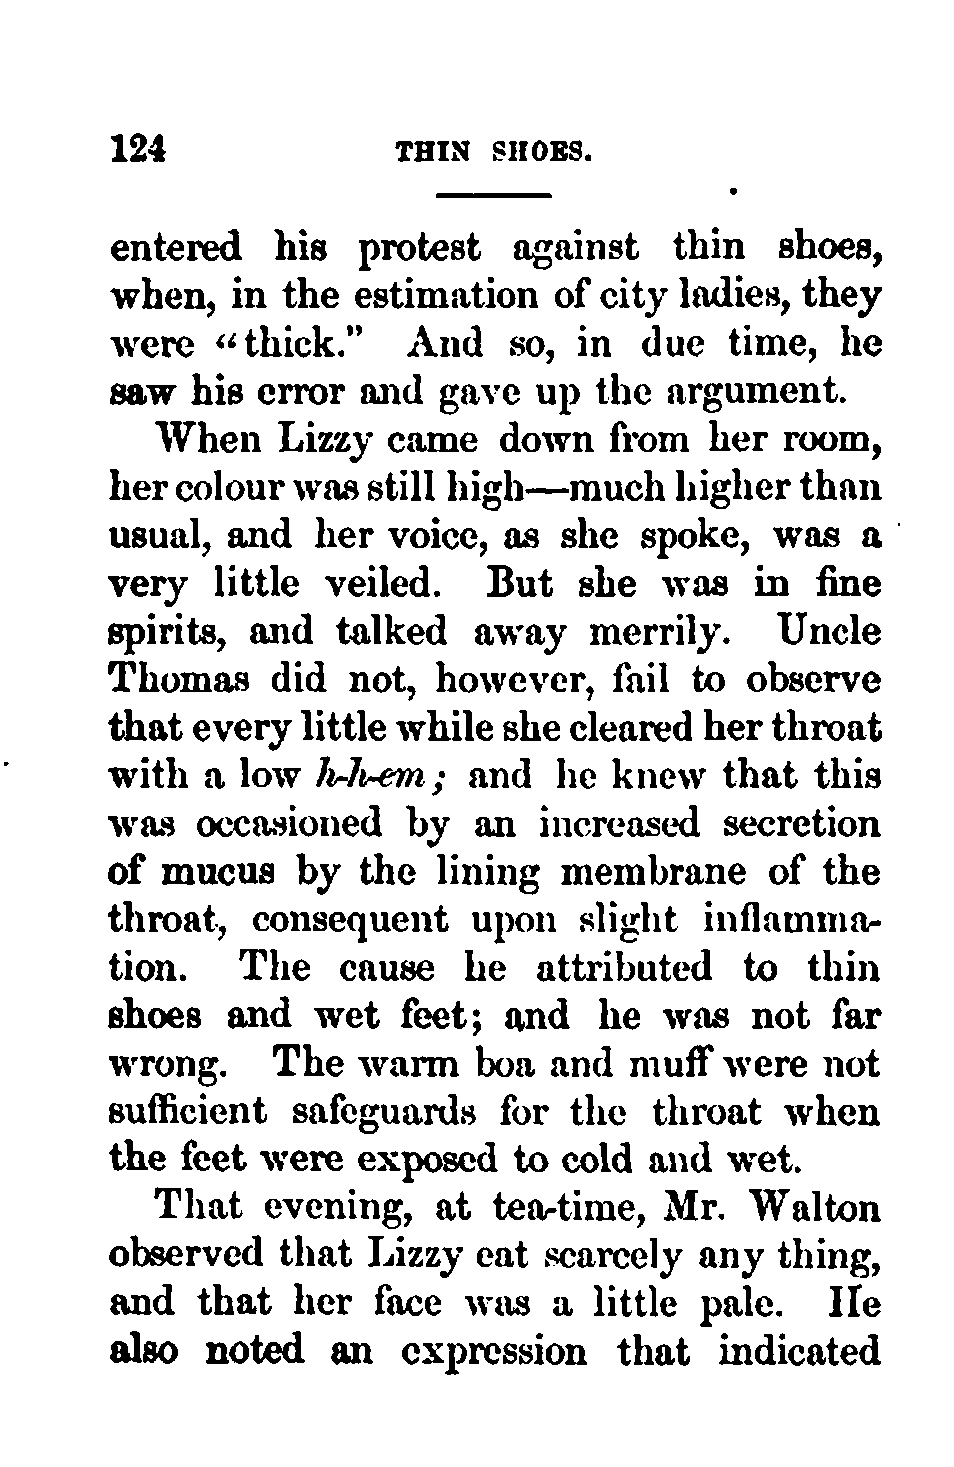 124 THIN SHOES.
entered his protest against thin shoes,
when, in the estimation of city ladies, they
were “thick.” And so, in due time, he
saw his error and gave up the argument.
When Lizzy came down from her room,
her colour was still high—much higher than
usual, and her voice, as she spoke, was a
very little veiled. But she was in fine
spirits, and talked away merrily. Uncle
Thomas did not, however, fail to observe
that every little while she cleared her throat
with a low h-h-em; and he knew that this
was occasioned by an increased secretion
of mucus by the lining membrane of the
throat, consequent upon slight inflamma-
tion. The cause he attributed to thin
shoes and wet feet; and he was not far
wrong. The warm boa and muff were not
sufficient safeguards for the throat when
the feet were exposed to cold and wet.
That evening, at tea-time, Mr. Walton
observed that Lizzy eat scarcely any thing,
and that her face was a little pale. He
also noted an expression that indicated